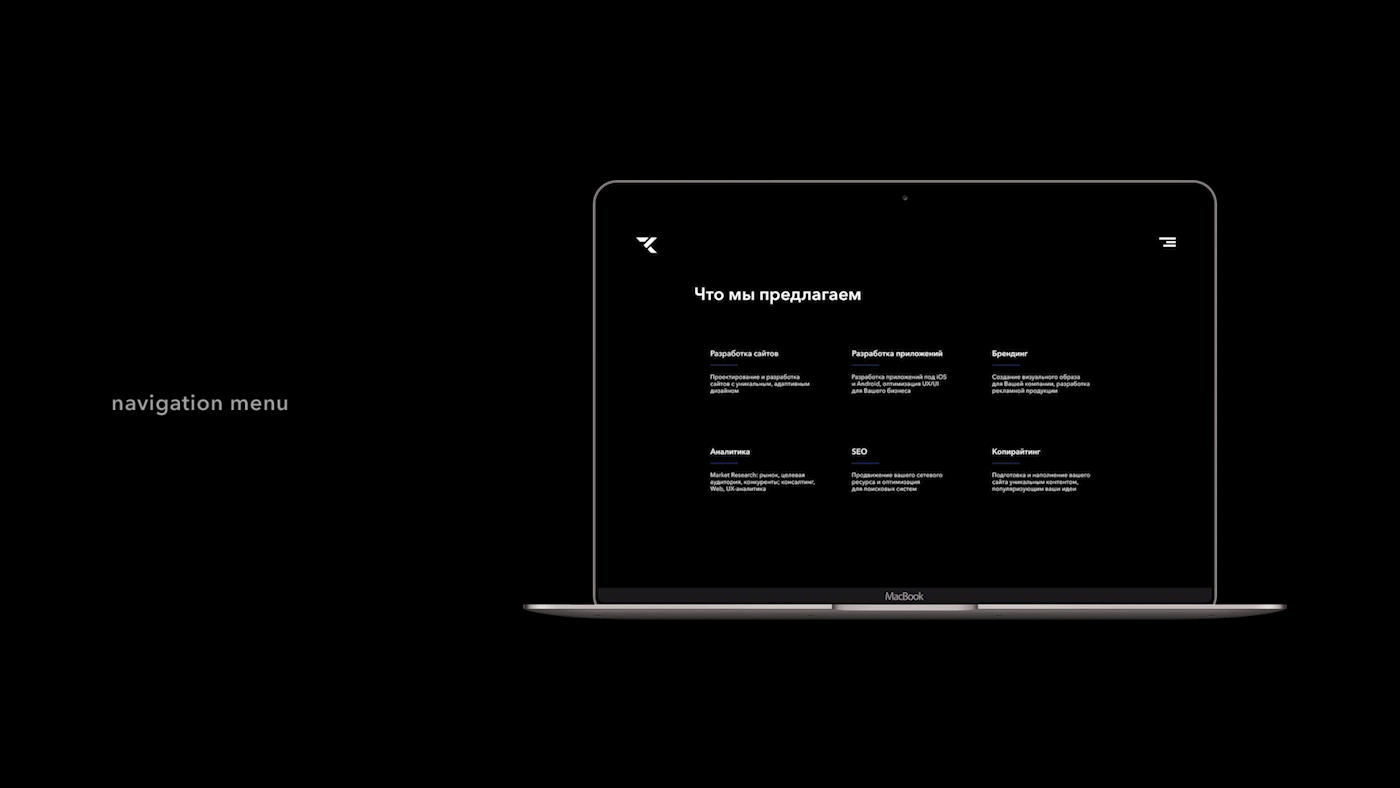 navigation menu
Что мы предлагаем
Разработка сайтов
Проектирование и разработка
сайтов с уникальным, адаптивным
дизайном
Разработка приложений
Разработка приложений под iOS
и Android, оптимизация UX/UI
для Вашего бизнеса
Брендинг
Создание визуального образа
для Вашей компании, разработка
рекламной продукции
Аналитика
Market Research: рынок, целевая
аудитория, конкуренты; консалтинг,
Web, UX-аналитика
SEO
Продвижение вашего сетевого
ресурса и оптимизация
для поисковых систем
Копирайтинг
Подготовка и наполнение вашего
сайта уникальным контентом,
популяризующим ваши идеи
MacBook